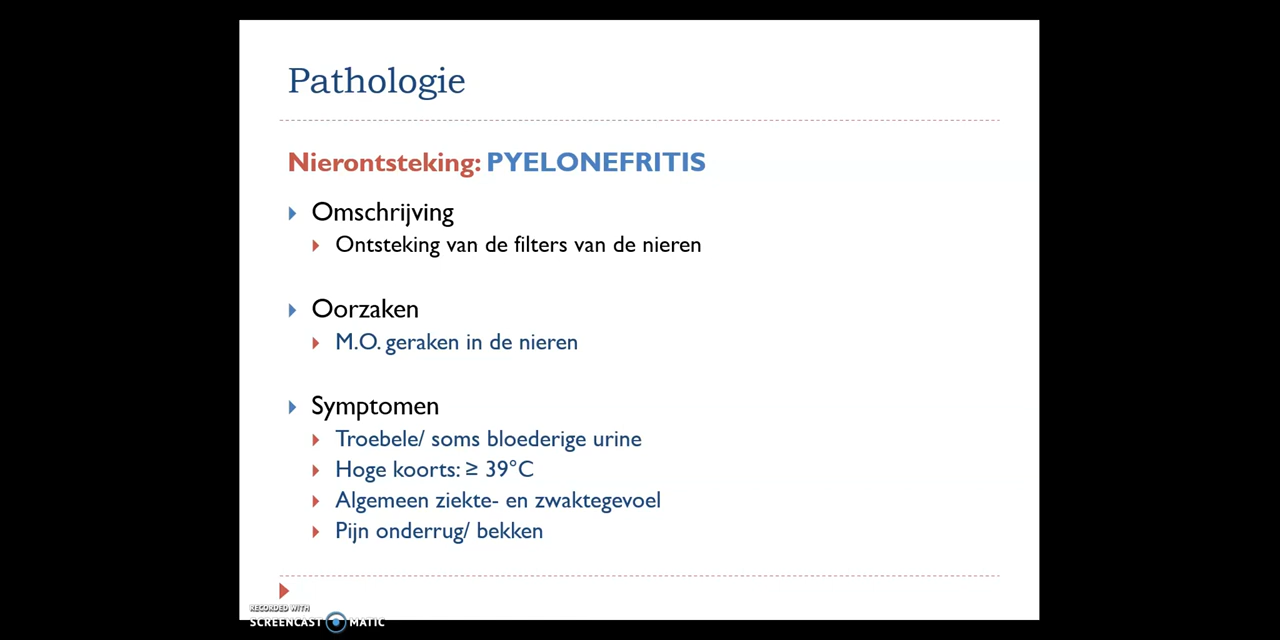 Pathologie
Nierontsteking: PYELONEFRITIS
Omschrijving
Ontsteking van de filters van de nieren
Oorzaken
M.O. geraken in de nieren
Symptomen
Troebele/ soms bloederige urine
Hoge koorts: ≥ 39°C
Algemeen ziekte- en zwaktegevoel
Pijn onderrug/ bekken
RECORDED WITH
SCREENCAST MATIC